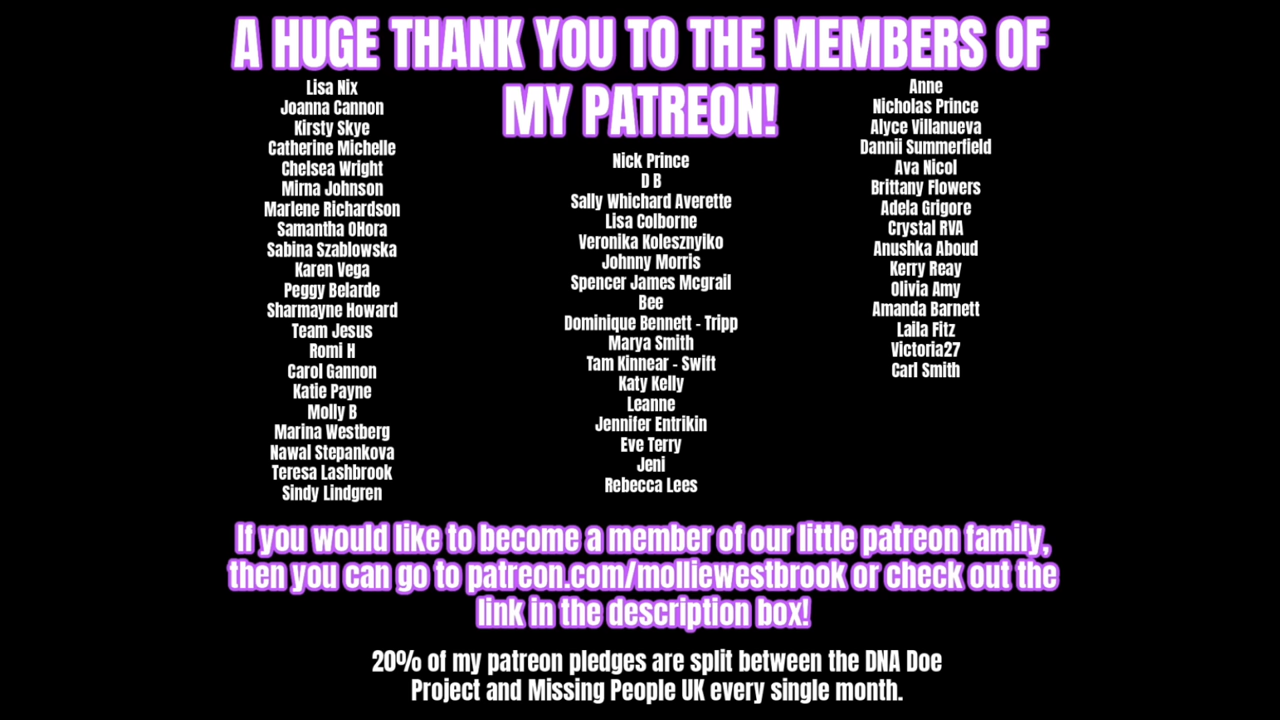 A HUGE THANK YOU TO THE MEMBERS OF
MY PATREON!
Lisa Nix
Joanna Cannon
Kirsty Skye
Catherine Michelle
Chelsea Wright
Mirna Johnson
Marlene Richardson
Samantha OHora
Sabina Szablowska
Karen Vega
Peggy Belarde
Sharmayne Howard
Team Jesus
Romi H
Carol Gannon
Katie Payne
Molly B
Marina Westberg
Nawal Stepankova
Teresa Lashbrook
Sindy Lindgren
Nick Prince
D B
Sally Whichard Averette
Lisa Colborne
Veronika Kolesznyiko
Johnny Morris
Spencer James Mcgrail
Bee
Dominique Bennett - Tripp
Marya Smith
Tam Kinnear - Swift
Katy Kelly
Leanne
Jennifer Entrikin
Eve Terry
Jeni
Rebecca Lees
Anne
Nicholas Prince
Alyce Villanueva
Dannii Summerfield
Ava Nicol
Brittany Flowers
Adela Grigore
Crystal RVA
Anushka Aboud
Kerry Reay
Olivia Amy
Amanda Barnett
Laila Fitz
Victoria27
Carl Smith
If you would like to become a member of our little patreon family,
then you can go to patreon.com/molliewestbrook or check out the
link in the description box!
20% of my patreon pledges are split between the DNA Doe
Project and Missing People UK every single month.